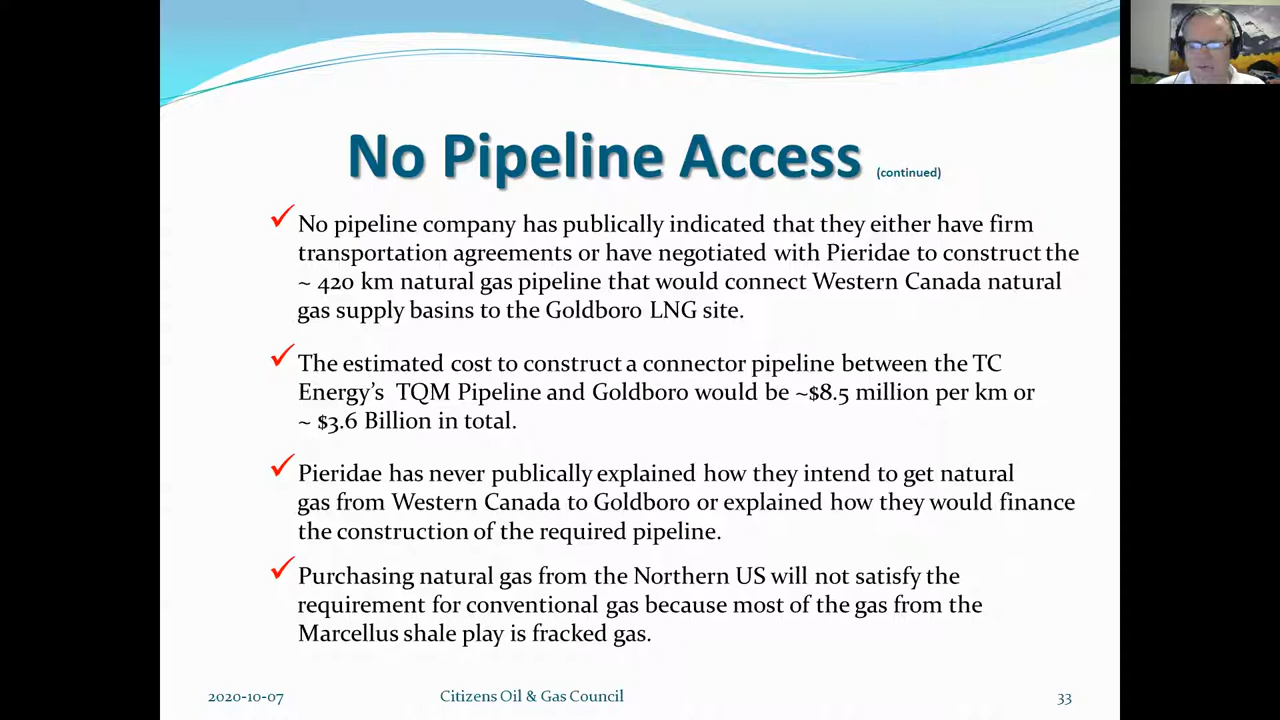 No Pipeline Access (continued)
✓ No pipeline company has publically indicated that they either have firm
transportation agreements or have negotiated with Pieridae to construct the
~ 420 km natural gas pipeline that would connect Western Canada natural
gas supply basins to the Goldboro LNG site.
✓ The estimated cost to construct a connector pipeline between the TC
Energy's TQM Pipeline and Goldboro would be ~$8.5 million per km or
~ $3.6 Billion in total.
✓ Pieridae has never publically explained how they intend to get natural
gas from Western Canada to Goldboro or explained how they would finance
the construction of the required pipeline.
✓ Purchasing natural gas from the Northern US will not satisfy the
requirement for conventional gas because most of the gas from the
Marcellus shale play is fracked gas.
2020-10-07 Citizens Oil & Gas Council 33